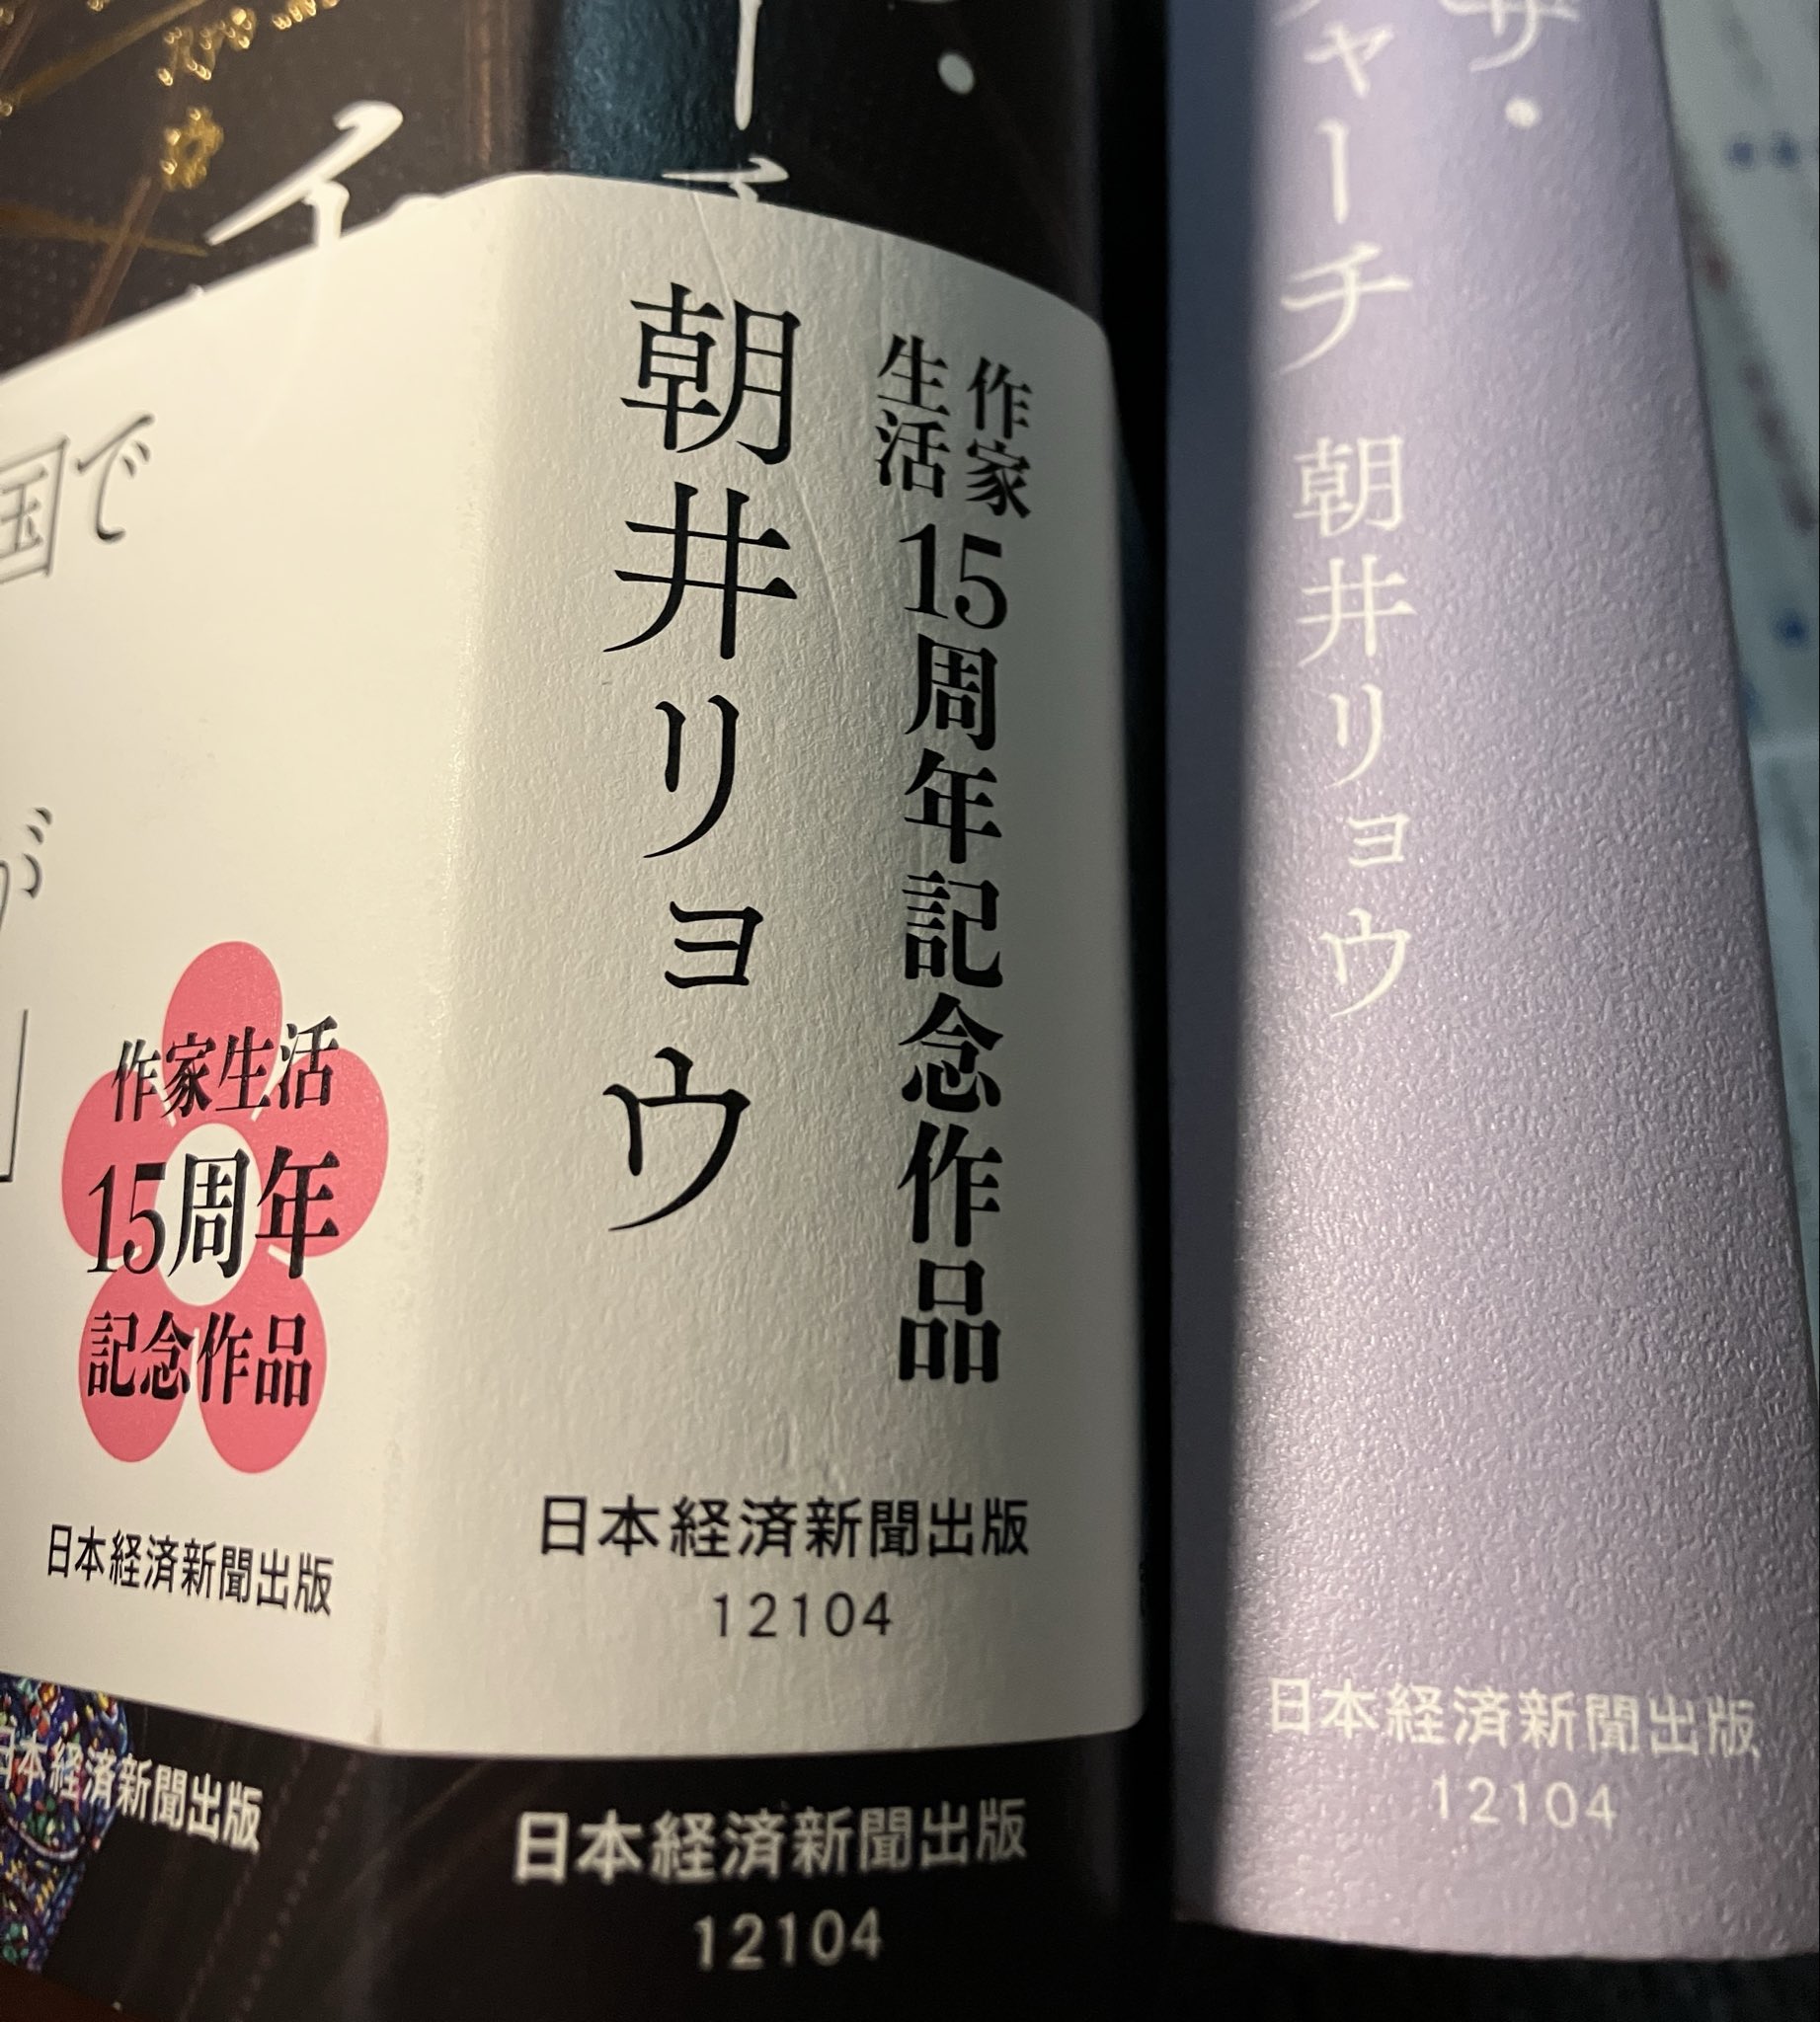 国で
が
作家生活
15周年
記念作品
日本経済新聞出版
日本経済新聞出版
イ
作家
生活
15周年記念作品
朝井リョウ
日本経済新聞出版
12104
日本経済新聞出版
12104
ザ・
チャーチ 朝井リョウ
日本経済新聞出版
12104